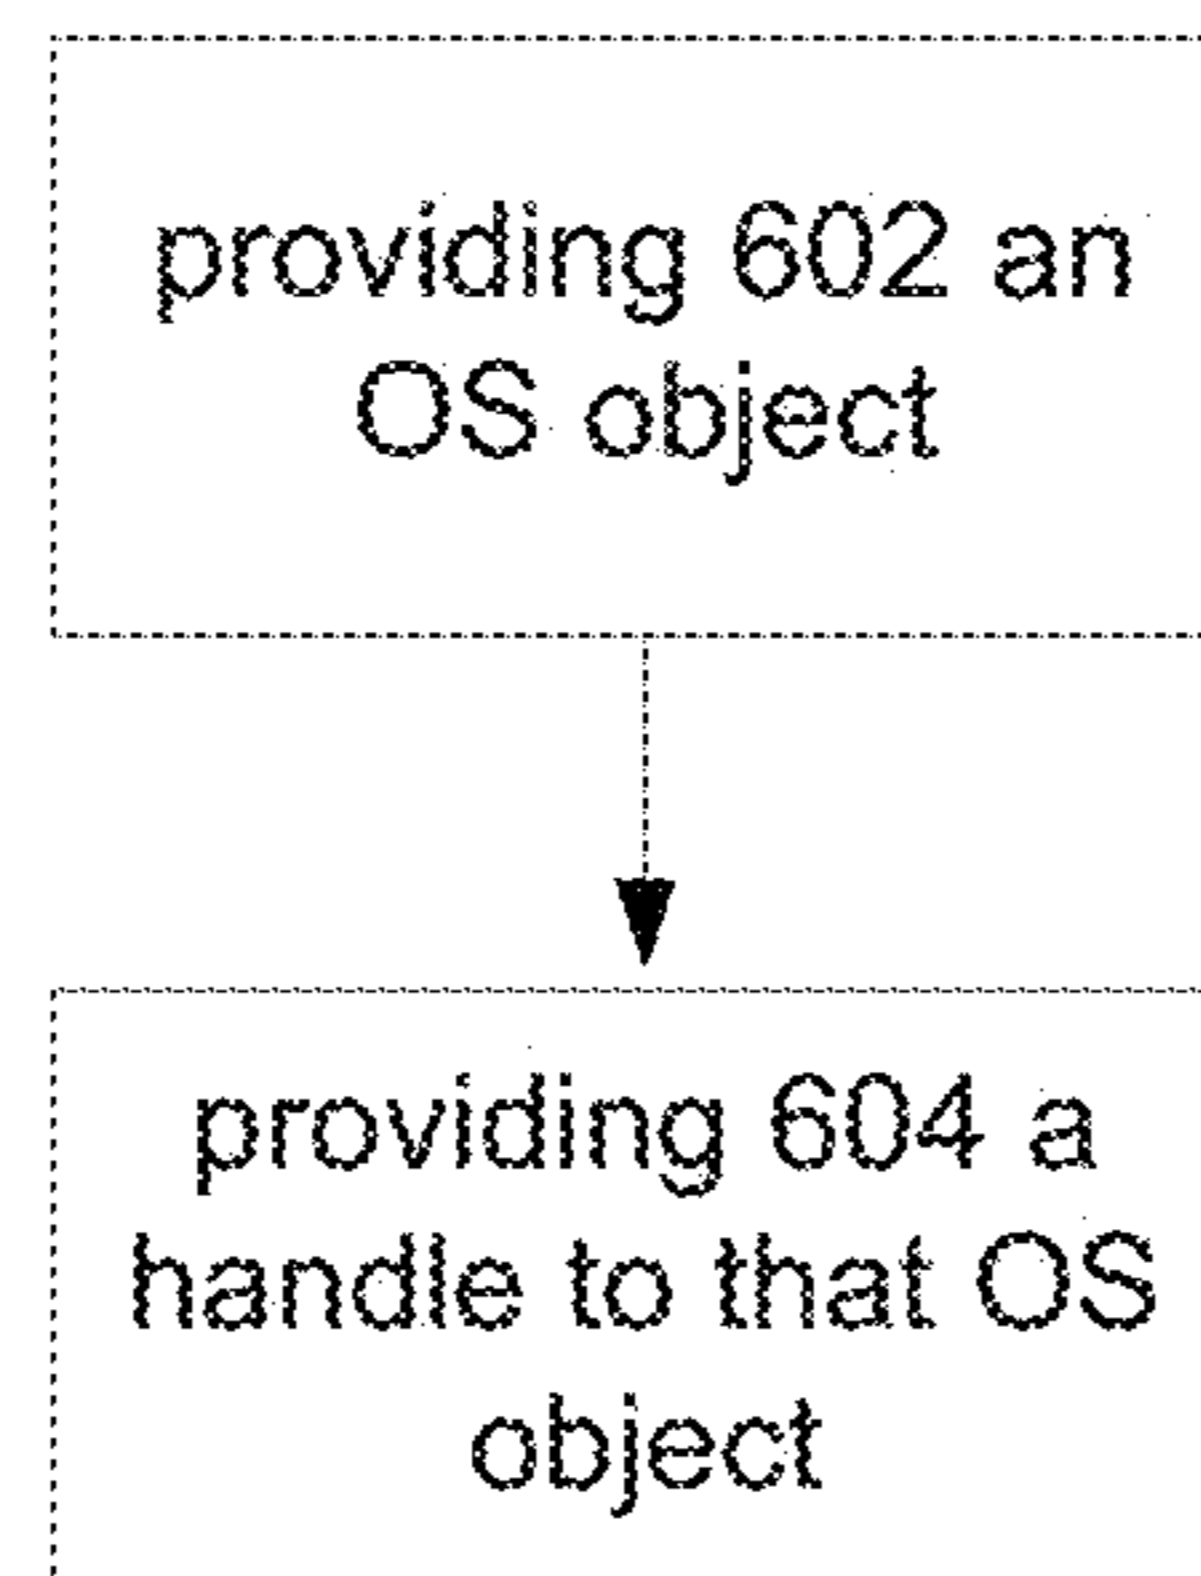 providing 602 an
OS object
providing 604 a
handle to that OS
object